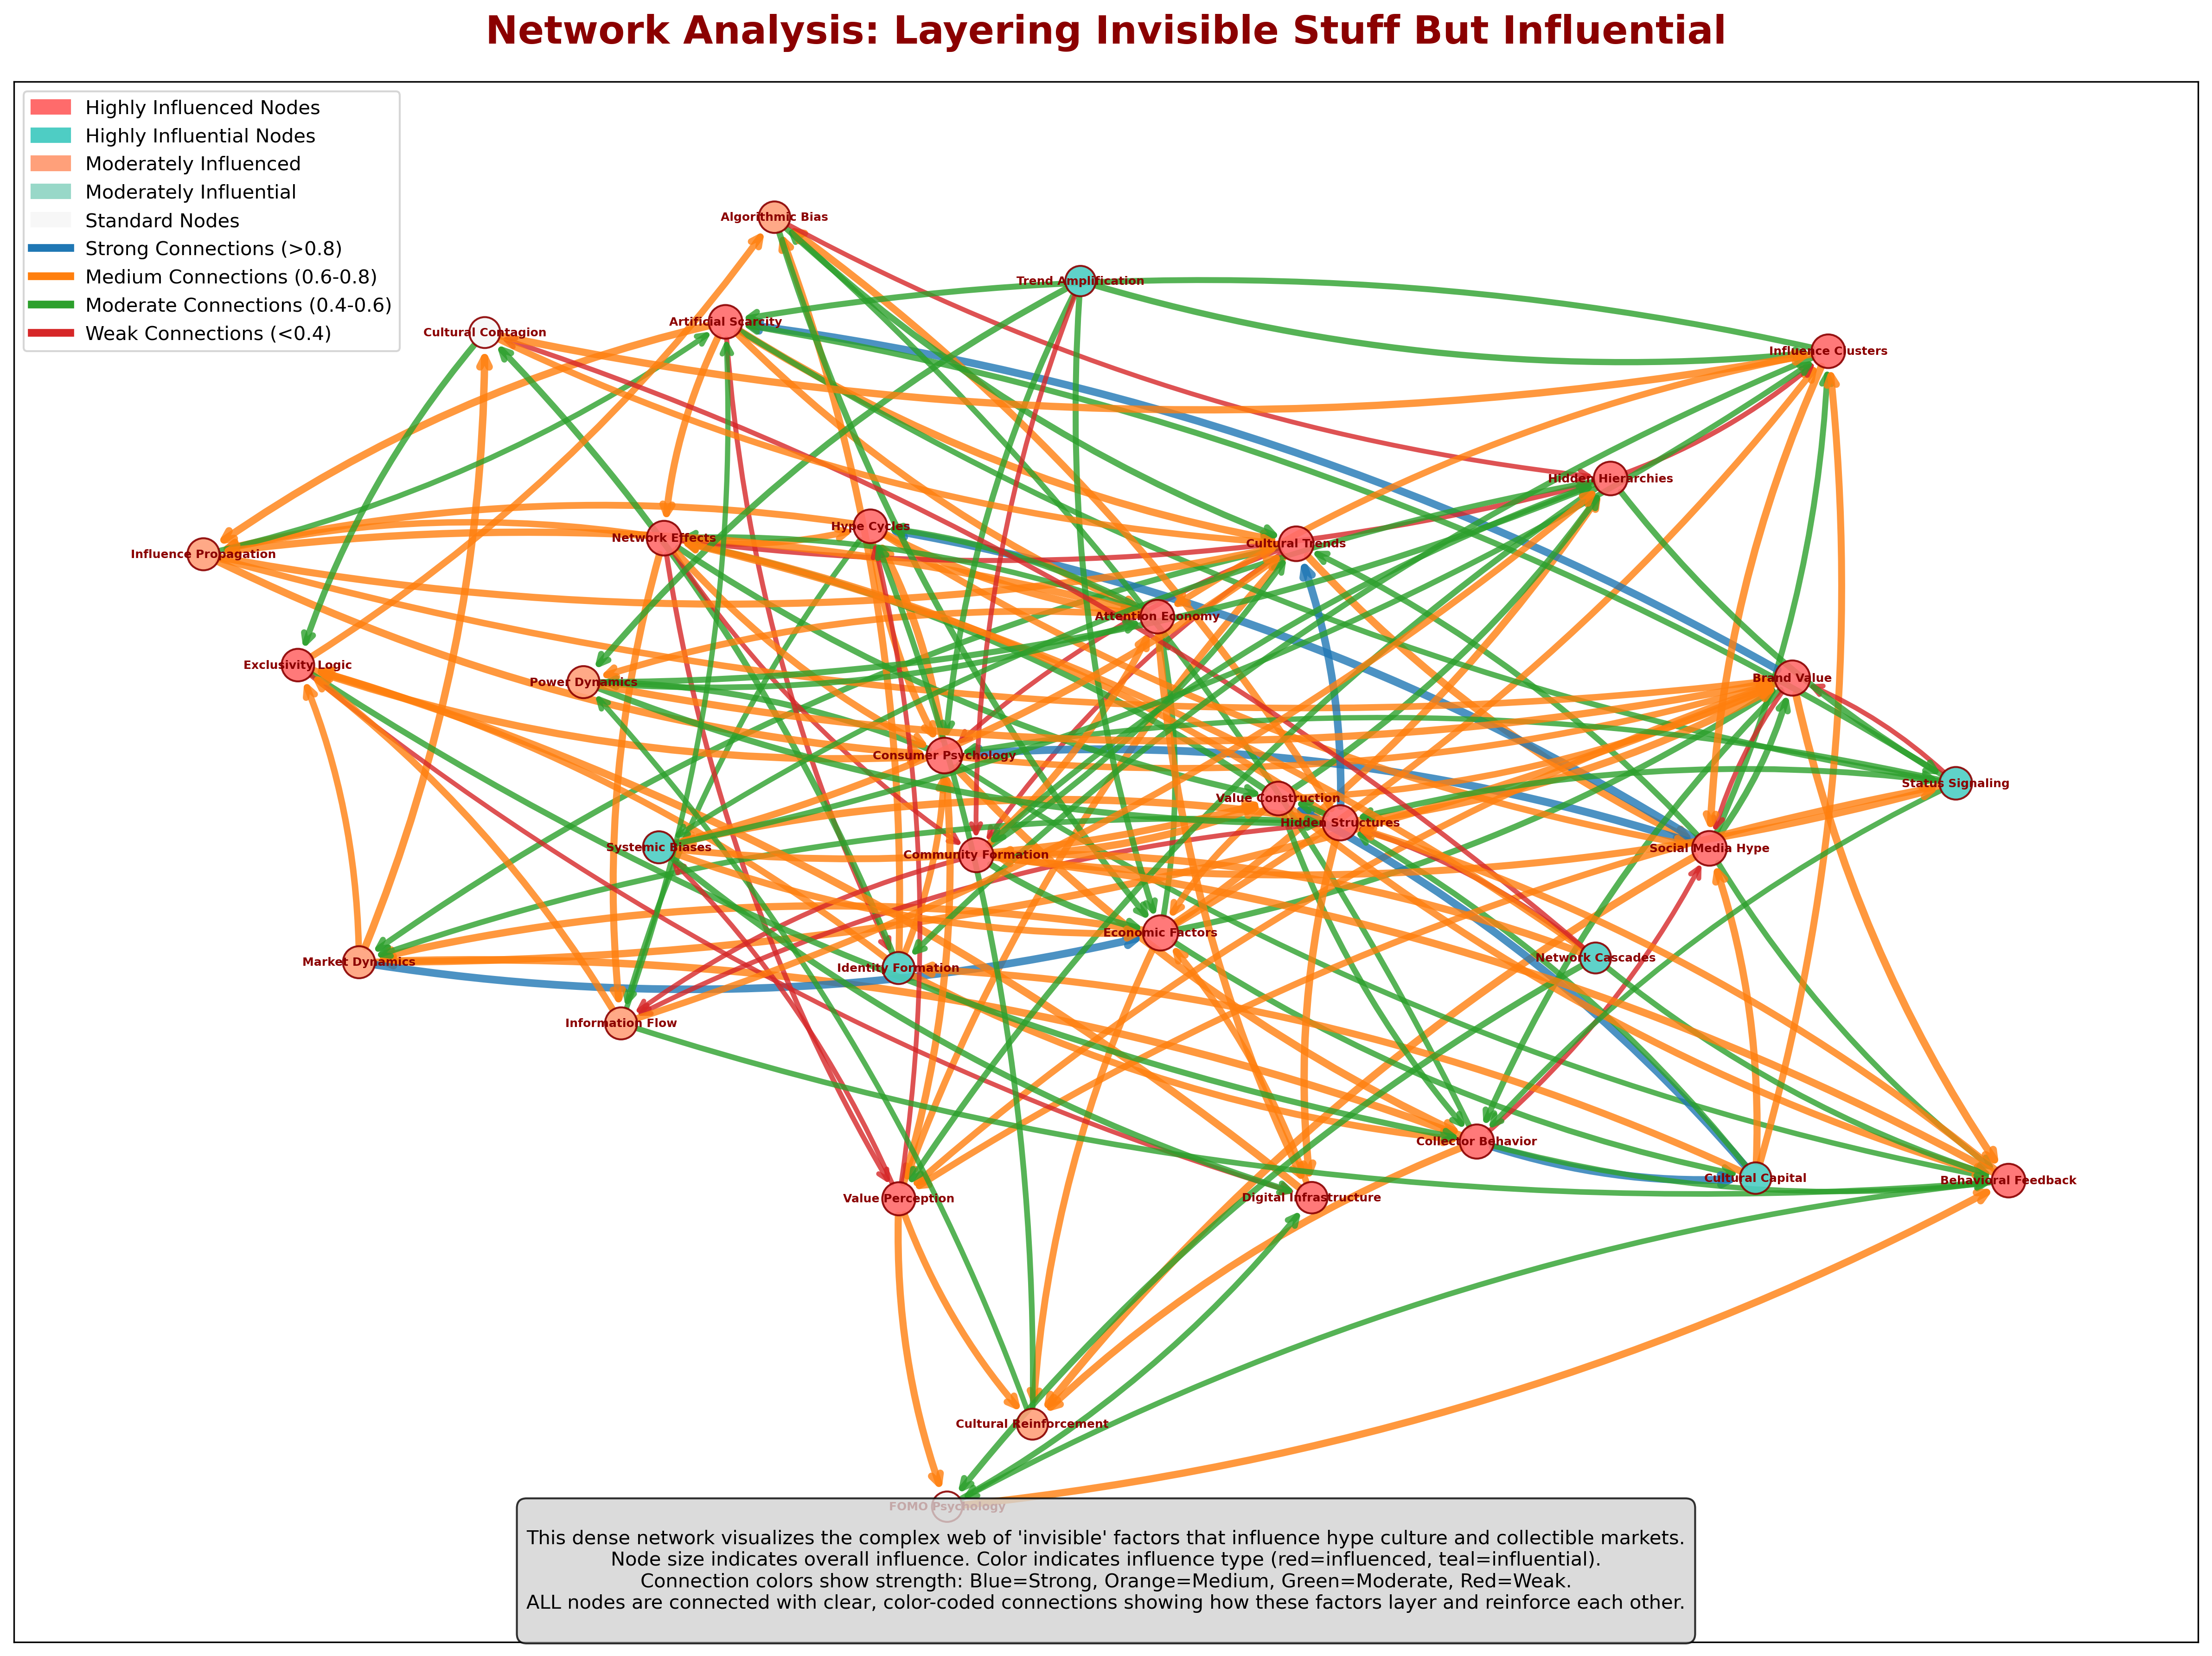 Network Analysis: Layering Invisible Stuff But Influential
Highly Influenced Nodes
Highly Influential Nodes
Moderately Influenced
Moderately Influential
Standard Nodes
Strong Connections (>0.8)
Medium Connections (0.6-0.8)
Moderate Connections (0.4-0.6)
Weak Connections (<0.4)
Algorithmic Bias
Trend Amplification
Artificial Scarcity
Cultural Contagion
Influence Clusters
Hidden Hierarchies
Hype Cycles
Network Effects
Cultural Trends
Influence Propagation
Attention Economy
Exclusivity Logic
Brand Value
Power Dynamics
Consumer Psychology
Status Signaling
Value Construction
Hidden Structures
Systemic Biases
Social Media Hype
Community Formation
Economic Factors
Network Cascades
Market Dynamics
Identity Formation
Information Flow
Collector Behavior
Cultural Capital
Behavioral Feedback
Value Perception
Digital Infrastructure
Cultural Reinforcement
FOMO Psychology
This dense network visualizes the complex web of 'invisible' factors that influence hype culture and collectible markets.
Node size indicates overall influence. Color indicates influence type (red=influenced, teal=influential).
Connection colors show strength: Blue=Strong, Orange=Medium, Green=Moderate, Red=Weak.
ALL nodes are connected with clear, color-coded connections showing how these factors layer and reinforce each other.